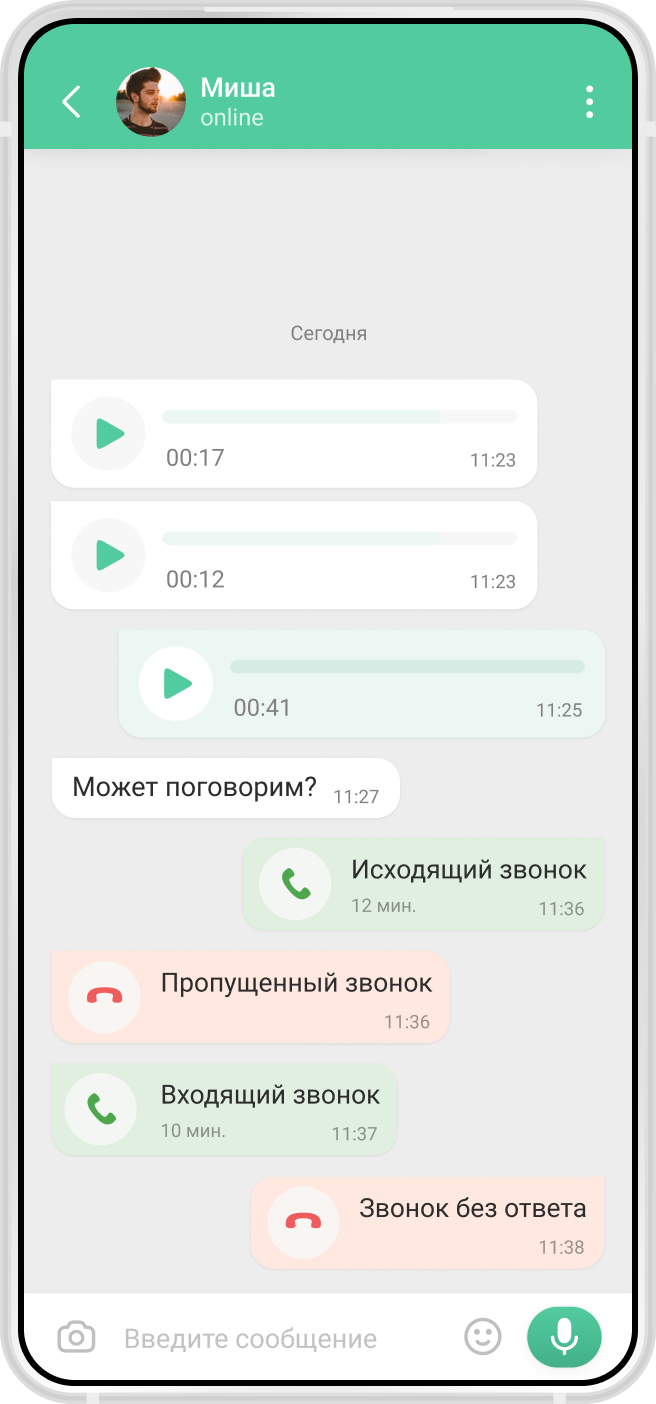 Миша
online
Сегодня
00:17 11:23
00:12 11:23
00:41 11:25
Может поговорим? 11:27
Исходящий звонок
12 мин. 11:36
Пропущенный звонок
11:36
Входящий звонок
10 мин. 11:37
Звонок без ответа
11:38
Введите сообщение